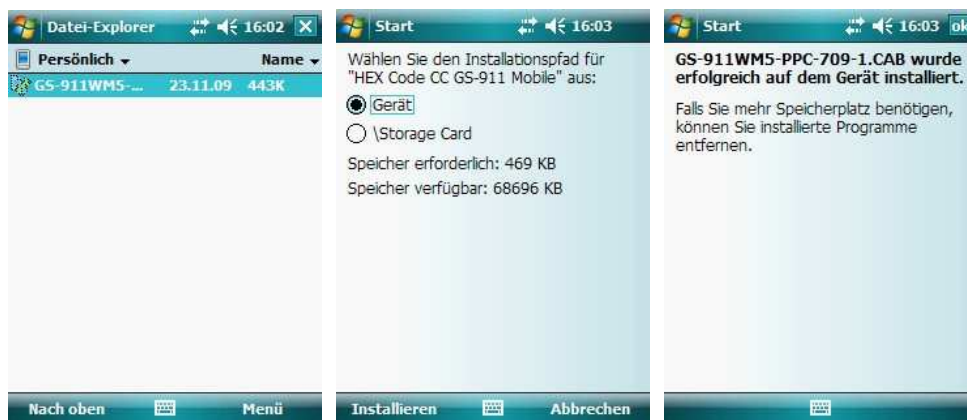 Datei-Explorer 16:02
Persönlich Name
GS-911WM5-... 23.11.09 443K
Nach oben Menü
Start 16:03
Wählen Sie den Installationspfad für
"HEX Code CC GS-911 Mobile" aus:
Gerät
\Storage Card
Speicher erforderlich: 469 KB
Speicher verfügbar: 68696 KB
Installieren Abbrechen
Start 16:03 ok
GS-911WM5-PPC-709-1.CAB wurde
erfolgreich auf dem Gerät installiert.
Falls Sie mehr Speicherplatz benötigen,
können Sie installierte Programme
entfernen.